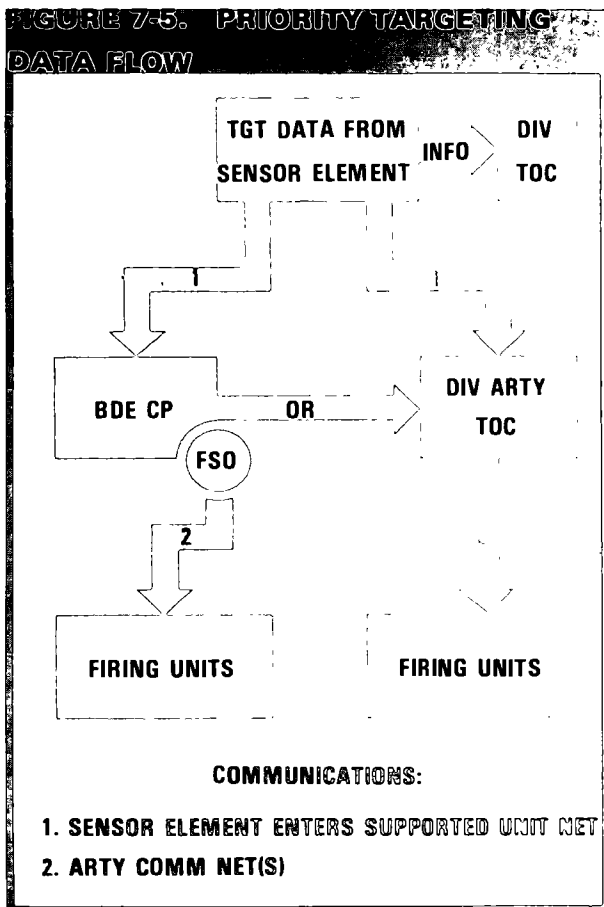 FIGURE 7-5. PRIORITY TARGETING
DATA FLOW
TGT DATA FROM
SENSOR ELEMENT
INFO
DIV
TOC
1
1
BDE CP
OR
DIV ARTY
TOC
FSO
2
FIRING UNITS
FIRING UNITS
COMMUNICATIONS:
1. SENSOR ELEMENT ENTERS SUPPORTED UNIT NET
2. ARTY COMM NET(S)